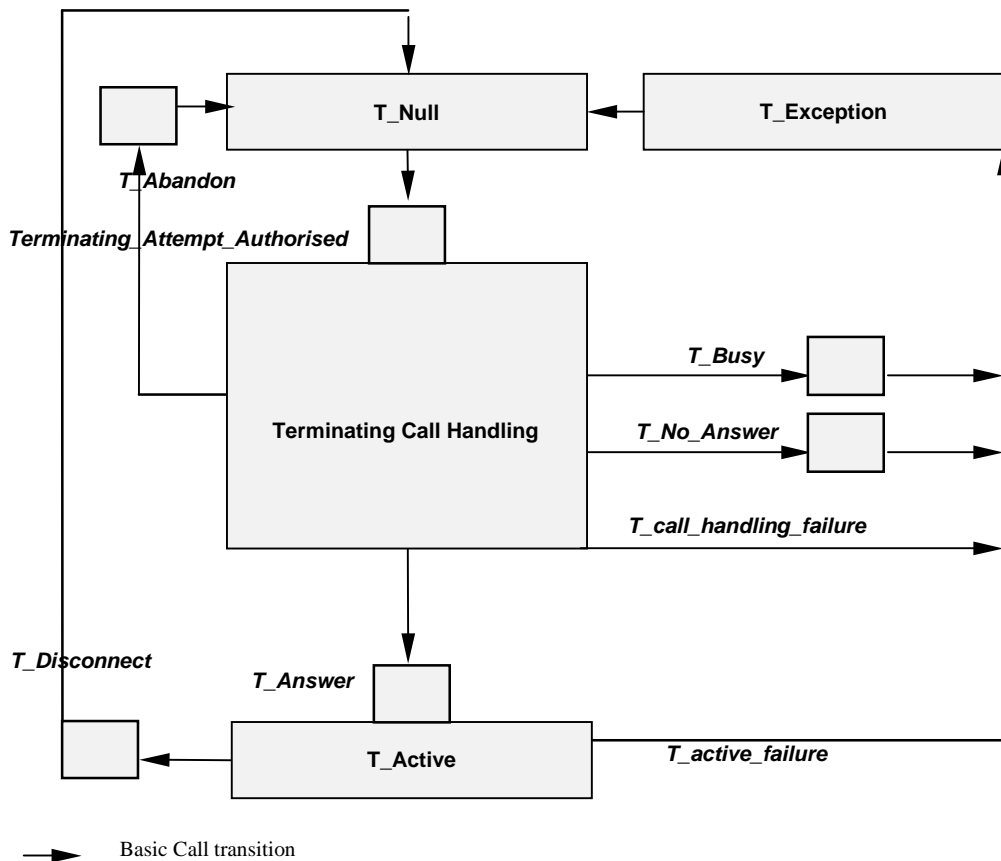 T_Null
T_Exception
T_Abandon
Terminating_Attempt_Authorised
T_Busy
Terminating Call Handling
T_No_Answer
T_call_handling_failure
T_Disconnect
T_Answer
T_Active
T_active_failure
Basic Call transition